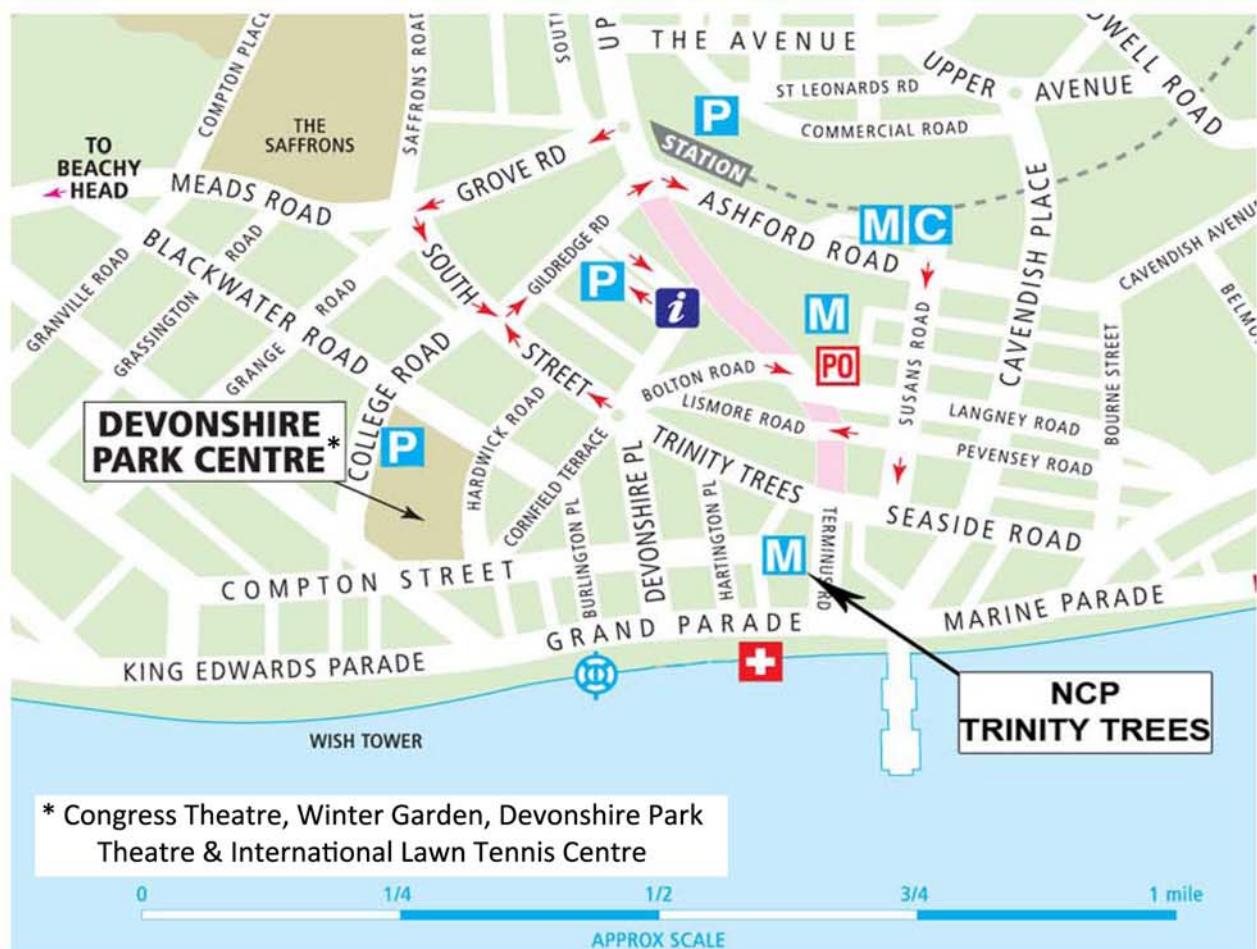 COMPTON PLACE
SAFFRONS ROAD
SOUTH
UP
THE AVENUE
UPPER
AVENUE
ST LEONARDS RD
COMMERCIAL ROAD
P
THE
SAFFRONS
TO
BEACHY
HEAD
MEADS ROAD
GROVE RD
STATION
ASHFORD ROAD
M C
CAVENDISH PLACE
CAVENDISH AVENUE
BLACKWATER ROAD
GRANVILLE ROAD
GRASSINGTON ROAD
GRANGE ROAD
COLLEGE ROAD
SOUTH STREET
GILDREDGE RD
P
i
M
PO
BOLTON ROAD
LISMORE ROAD
SUSANS ROAD
BOURNE STREET
LANGNEY ROAD
PEVENSEY ROAD
DEVONSHIRE
PARK CENTRE*
P
HARDWICK ROAD
CORNFIELD TERRACE
TRINITY TREES
SEASIDE ROAD
BURLINGTON PL
DEVONSHIRE PL
HARTINGTON PL
M
TERMINUS RD
COMPTON STREET
GRAND PARADE
MARINE PARADE
KING EDWARDS PARADE
NCP
TRINITY TREES
WISH TOWER
* Congress Theatre, Winter Garden, Devonshire Park
Theatre & International Lawn Tennis Centre
0 1/4 1/2 3/4 1 mile
APPROX SCALE